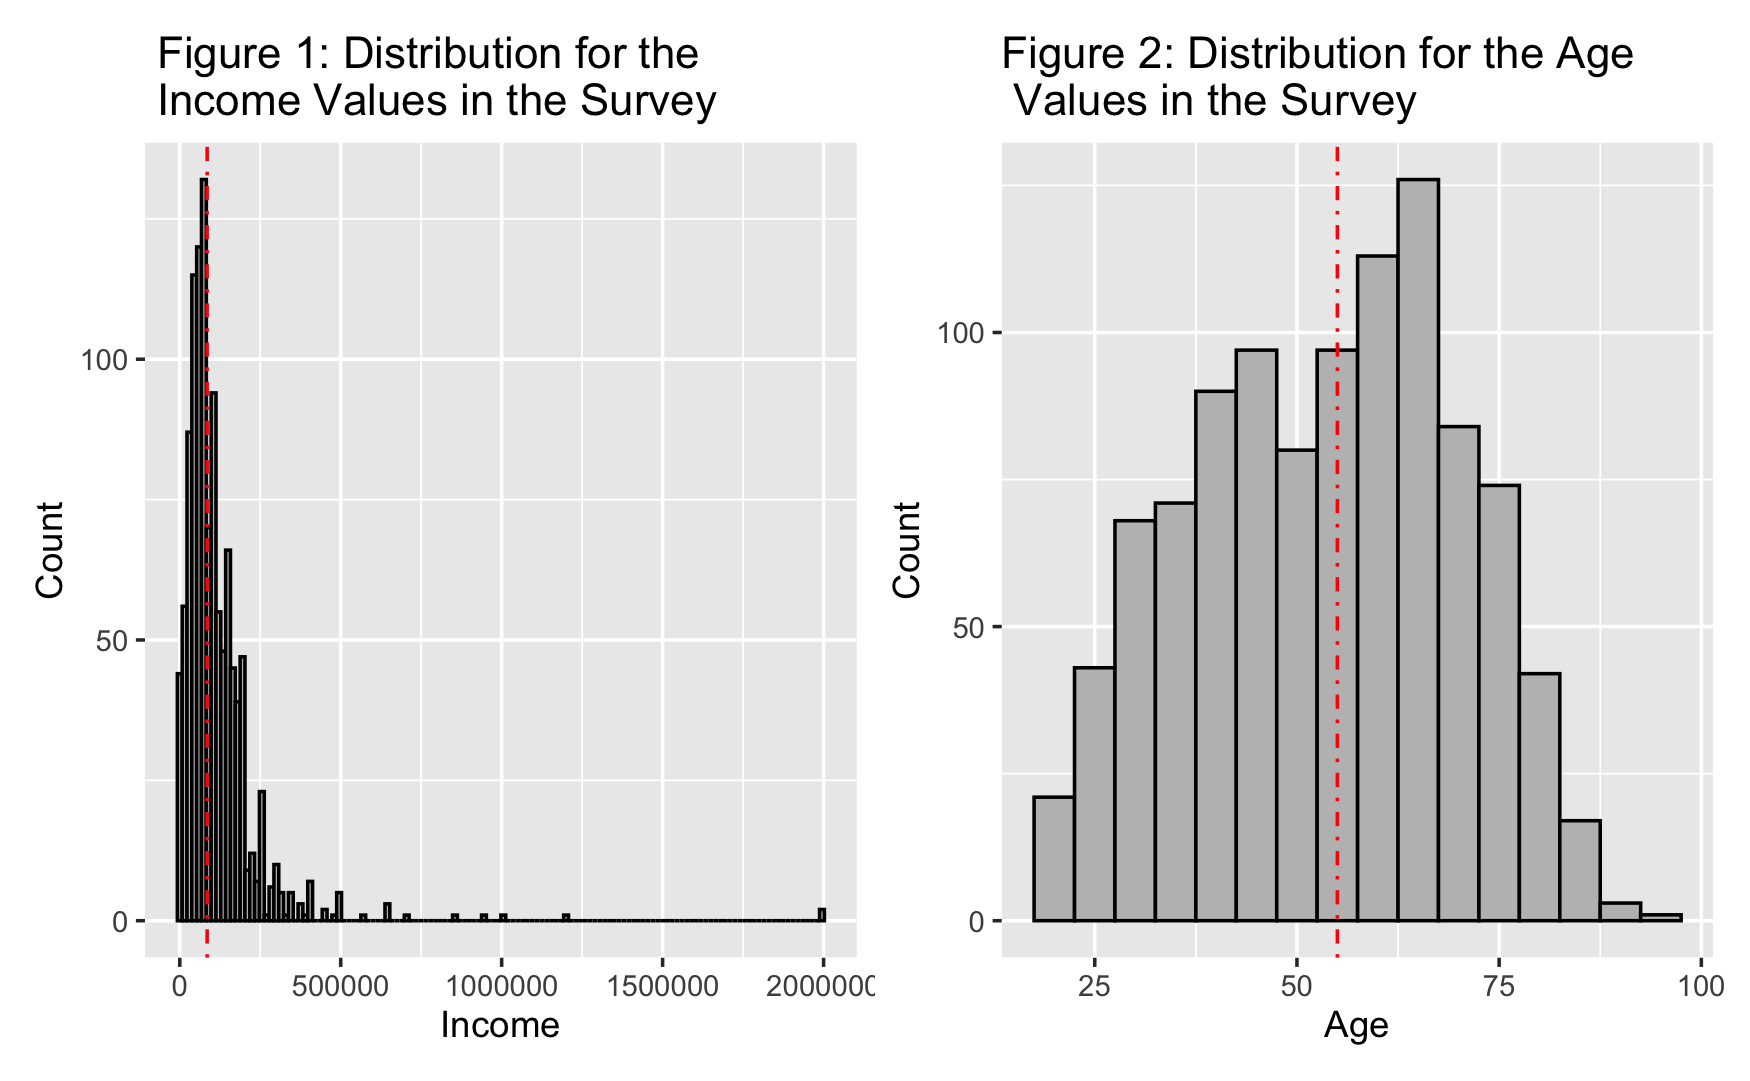 Figure 1: Distribution for the
Income Values in the Survey
Count
100
50
0
0 500000 1000000 1500000 2000000
Income
Figure 2: Distribution for the Age
Values in the Survey
Count
100
50
0
25 50 75 100
Age